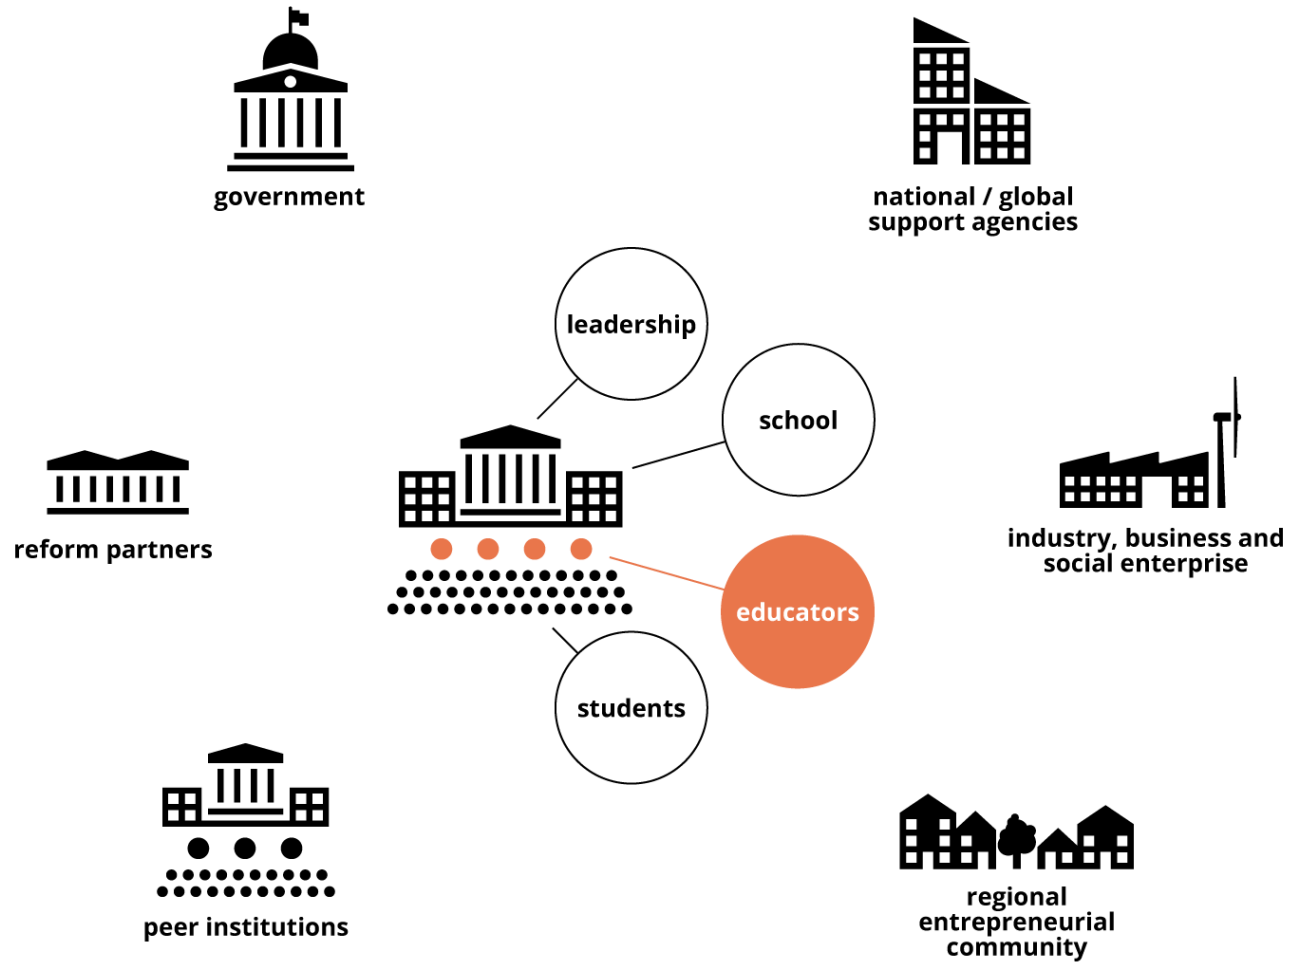 government
national / global
support agencies
leadership
school
reform partners
industry, business and
social enterprise
educators
students
peer institutions
regional
entrepreneurial
community